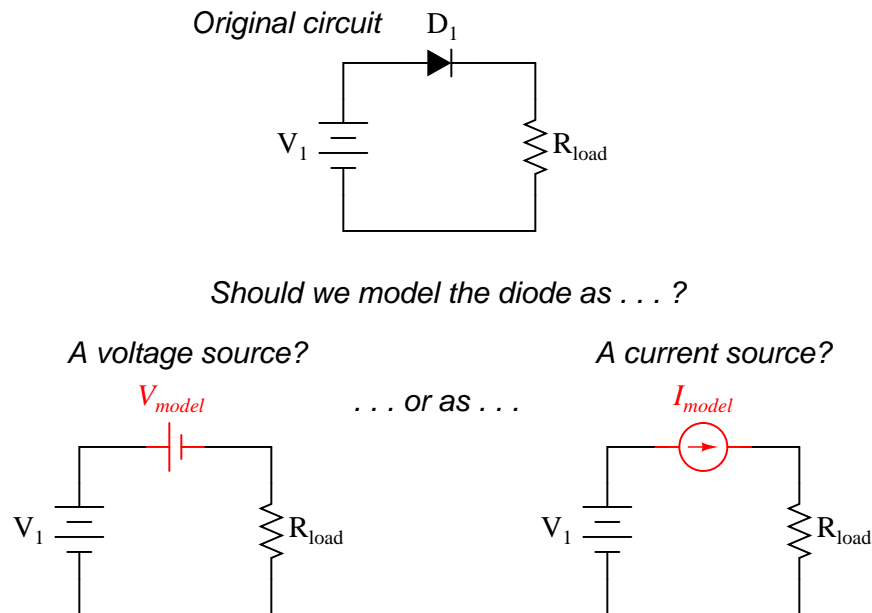 Original circuit
D1
V1
Rload
Should we model the diode as . . . ?
A voltage source?
A current source?
Vmodel
. . . or as . . .
Imodel
V1
Rload
V1
Rload